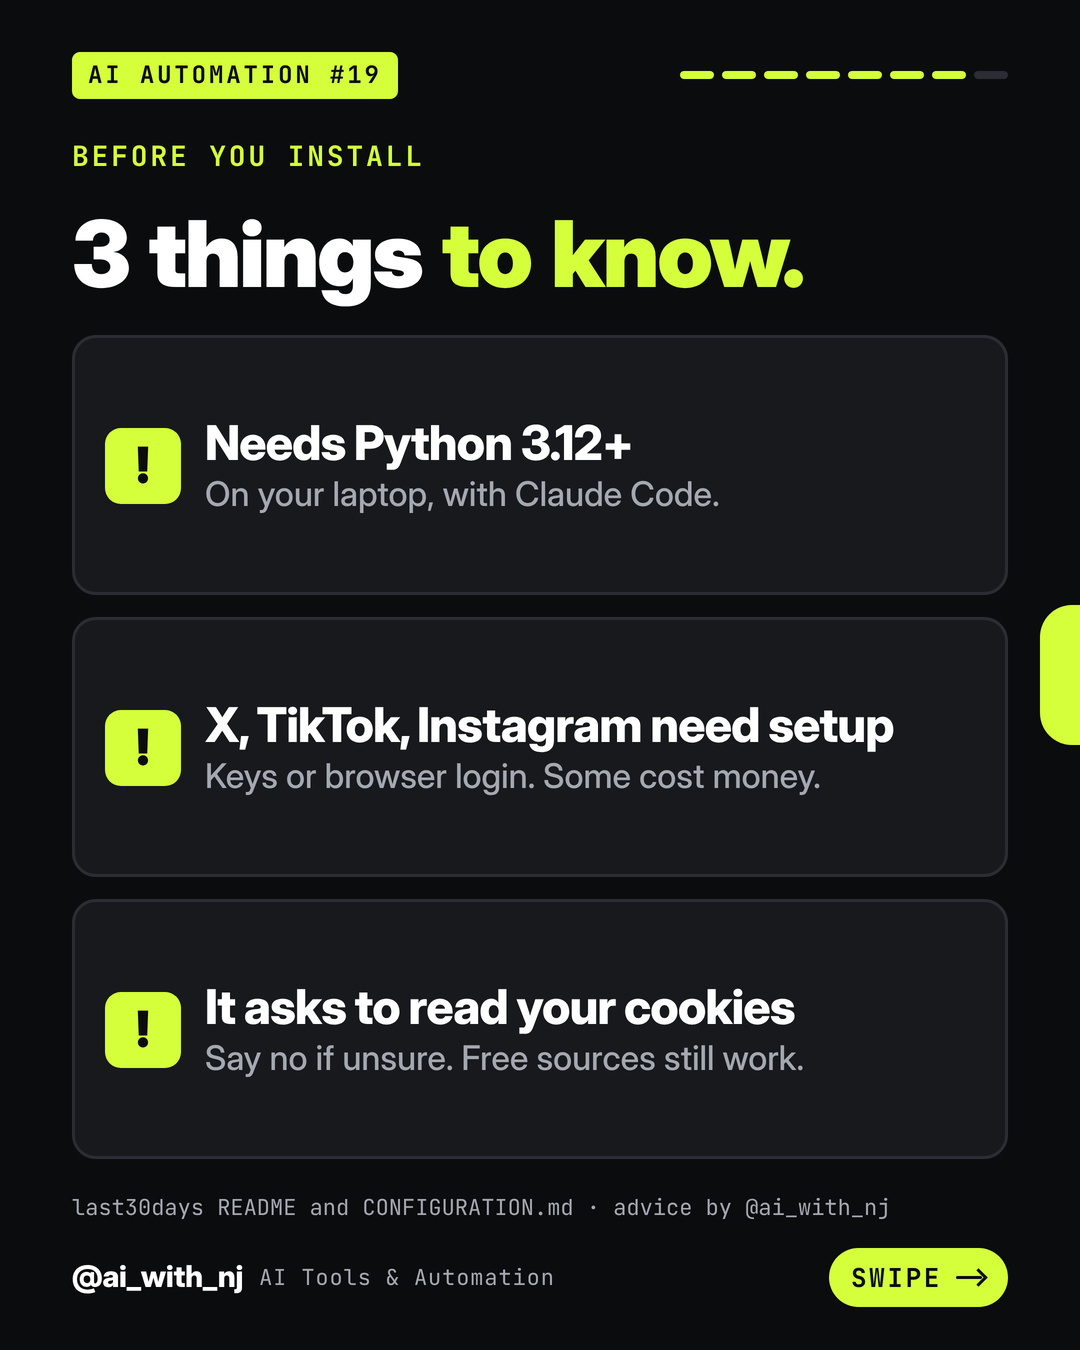 AI AUTOMATION #19
BEFORE YOU INSTALL
3 things to know.
!
Needs Python 3.12+
On your laptop, with Claude Code.
!
X, TikTok, Instagram need setup
Keys or browser login. Some cost money.
!
It asks to read your cookies
Say no if unsure. Free sources still work.
last30days README and CONFIGURATION.md · advice by @ai_with_nj
@ai_with_nj AI Tools & Automation
SWIPE →